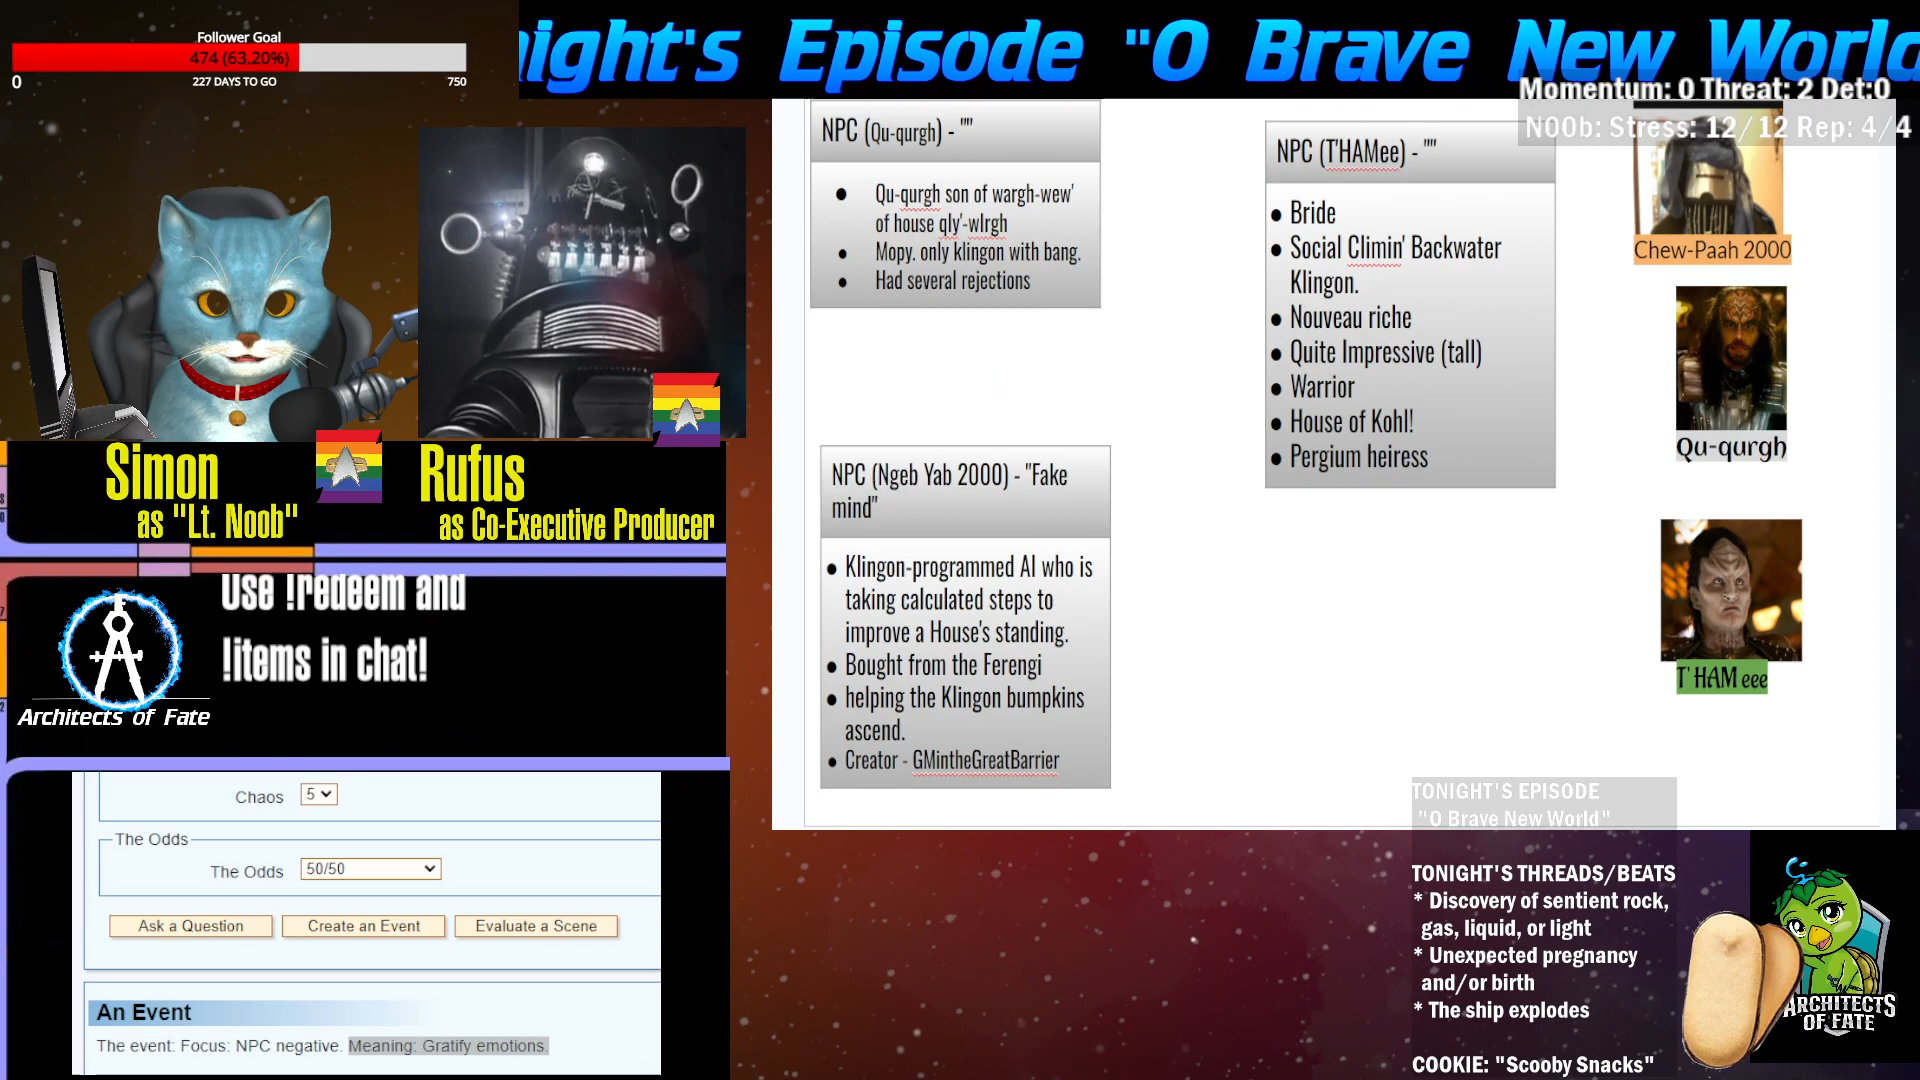 Follower Goal
474 (63.20%)
0
227 DAYS TO GO
750
night's Episode "O Brave New World
Momentum: 0 Threat: 2 Det:0
N00b: Stress: 12/12 Rep: 4/4
NPC (Qu-qurgh) - ""
Qu-qurgh son of wargh-wew'
of house qly'-wIrgh
Mopy. only klingon with bang.
Had several rejections
NPC (T'HAMee) - ""
Bride
Social Climin' Backwater
Klingon.
Nouveau riche
Quite Impressive (tall)
Warrior
House of Kohl!
Pergium heiress
Chew-Paah 2000
Qu-qurgh
T'HAM eee
NPC (Ngeb Yab 2000) - "Fake
mind"
Klingon-programmed AI who is
taking calculated steps to
improve a House's standing.
Bought from the Ferengi
helping the Klingon bumpkins
ascend.
Creator - GMintheGreatBarrier
Simon
as "Lt. Noob"
Rufus
as Co-Executive Producer
Use !redeem and
!items in chat!
Architects of Fate
Chaos
5
The Odds
The Odds
50/50
Ask a Question
Create an Event
Evaluate a Scene
An Event
The event: Focus: NPC negative. Meaning: Gratify emotions.
TONIGHT'S EPISODE
"O Brave New World"
TONIGHT'S THREADS/BEATS
* Discovery of sentient rock,
gas, liquid, or light
* Unexpected pregnancy
and/or birth
* The ship explodes
COOKIE: "Scooby Snacks"
ARCHITECTS
OF FATE